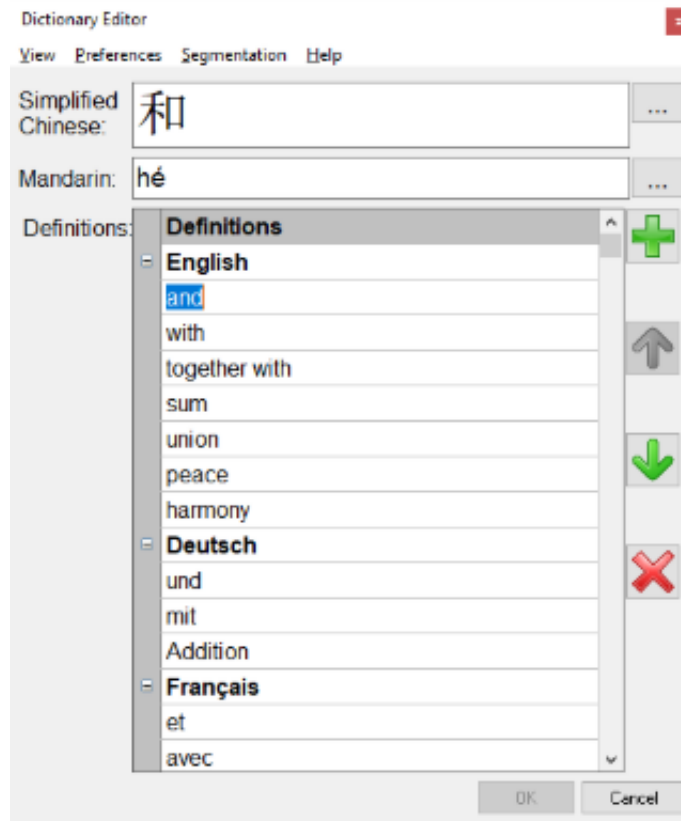 Dictionary Editor
View Preferences Segmentation Help
Simplified Chinese: 和 ...
Mandarin: hé ...
Definitions: Definitions
English
and
with
together with
sum
union
peace
harmony
Deutsch
und
mit
Addition
Français
et
avec
OK Cancel